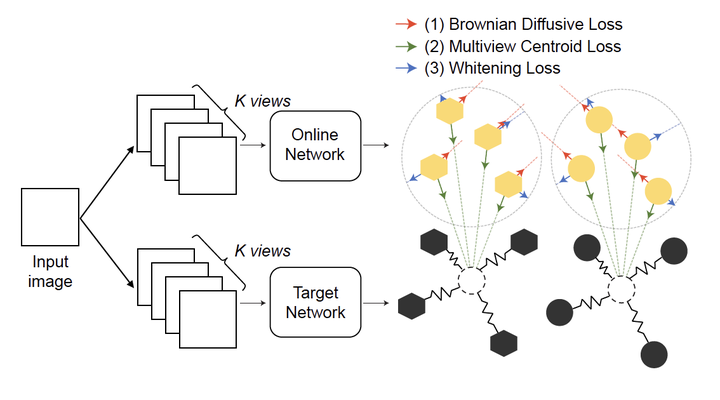 (1) Brownian Diffusive Loss
(2) Multiview Centroid Loss
(3) Whitening Loss
K views
Online
Network
Input
image
K views
Target
Network